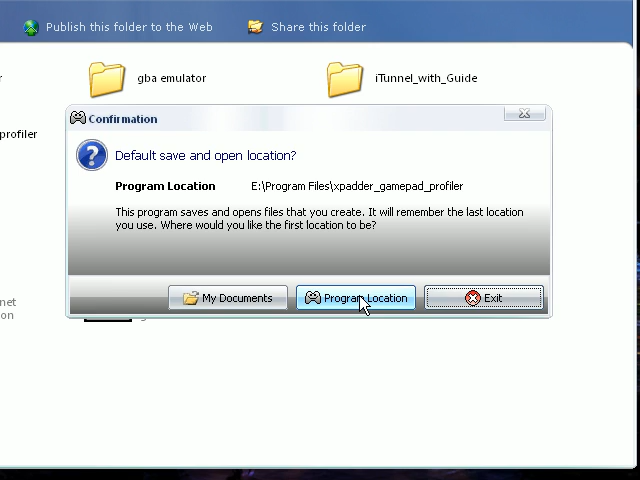 Publish this folder to the Web
Share this folder
gba emulator
iTunnel_with_Guide
profiler
Confirmation
Default save and open location?
Program Location E:\Program Files\xpadder_gamepad_profiler
This program saves and opens files that you create. It will remember the last location
you use. Where would you like the first location to be?
My Documents
Program Location
Exit
net
on